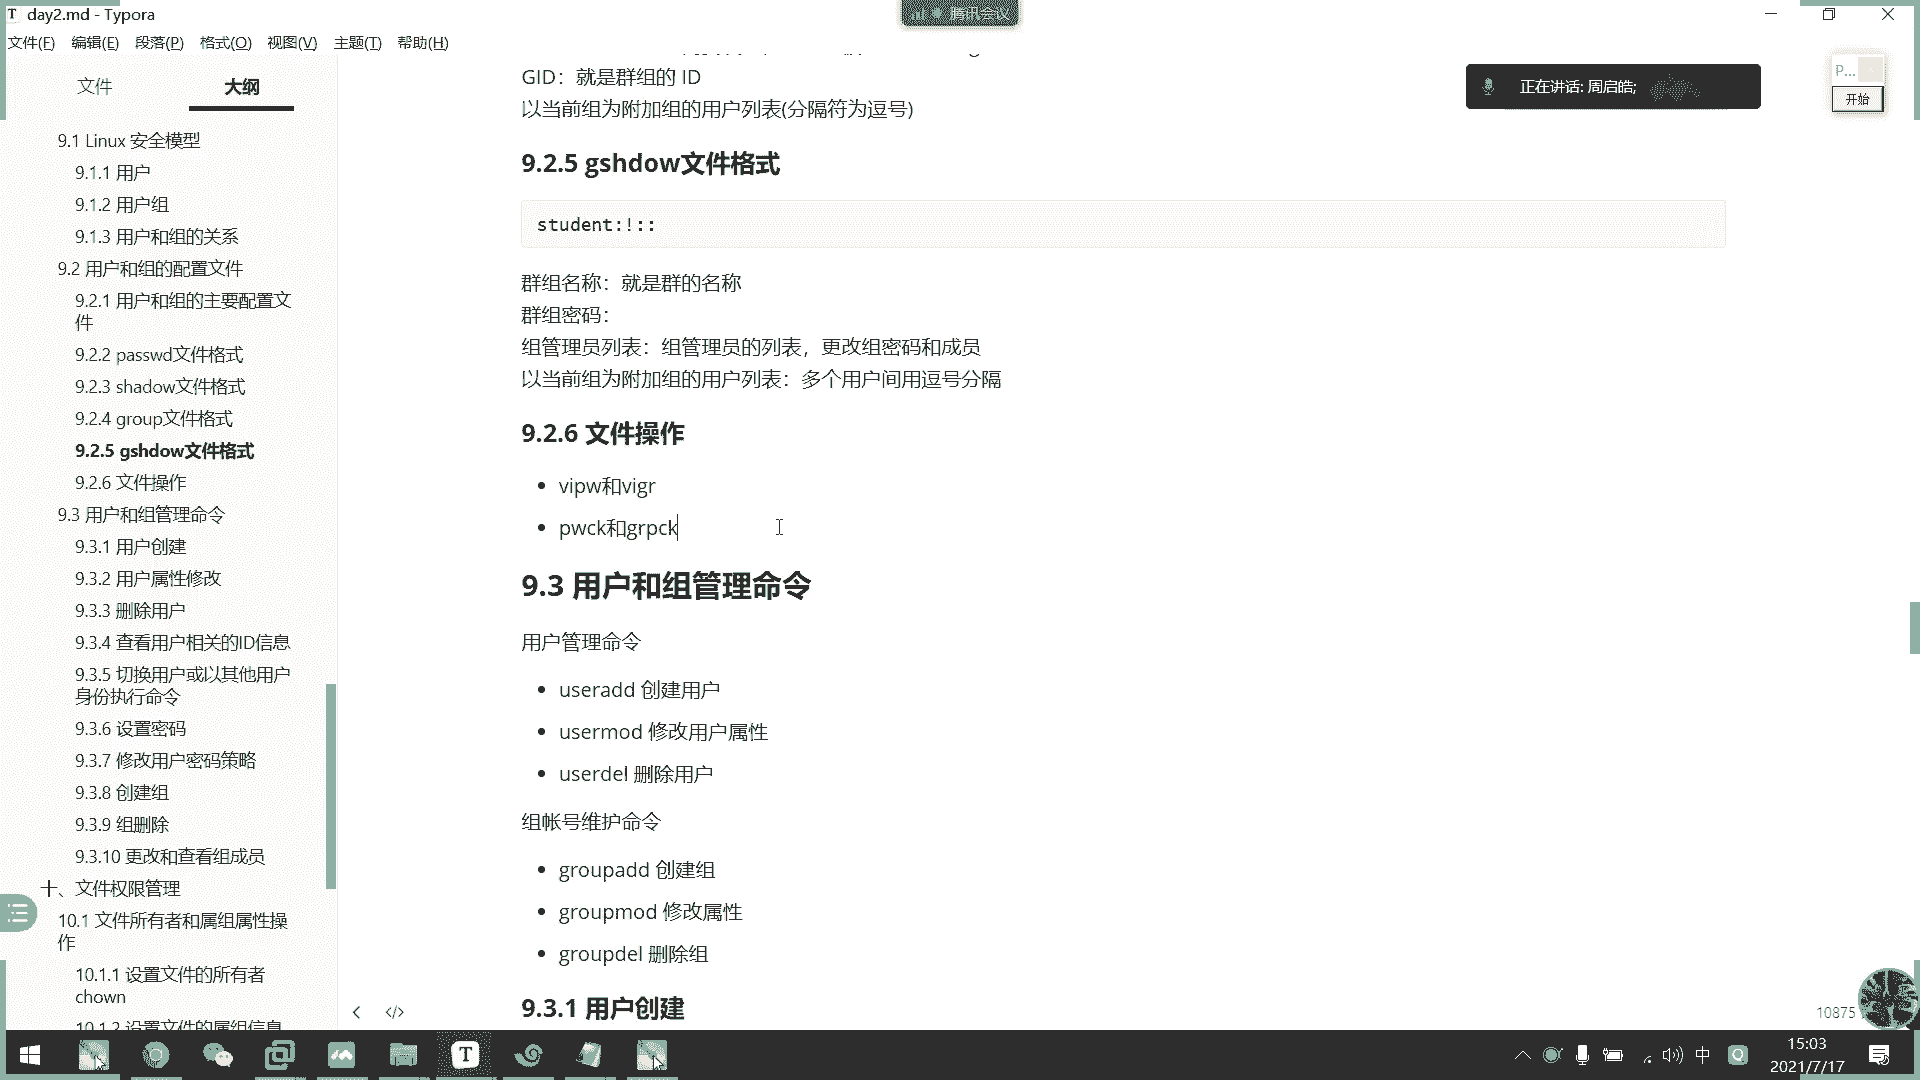 day2.md - Typora
腾讯会议
文件(F) 编辑(E) 段落(P) 格式(O) 视图(V) 主题(T) 帮助(H)
文件 大纲
9.1 Linux 安全模型
9.1.1 用户
9.1.2 用户组
9.1.3 用户和组的关系
9.2 用户和组的配置文件
9.2.1 用户和组的主要配置文
件
9.2.2 passwd文件格式
9.2.3 shadow文件格式
9.2.4 group文件格式
9.2.5 gshdow文件格式
9.2.6 文件操作
9.3 用户和组管理命令
9.3.1 用户创建
9.3.2 用户属性修改
9.3.3 删除用户
9.3.4 查看用户相关的ID信息
9.3.5 切换用户或以其他用户
身份执行命令
9.3.6 设置密码
9.3.7 修改用户密码策略
9.3.8 创建组
9.3.9 组删除
9.3.10 更改和查看组成员
十、文件权限管理
10.1 文件所有者和属组属性操
作
10.1.1 设置文件的所有者
chown
10.1.2 设置文件的属组信息
GID：就是群组的 ID
以当前组为附加组的用户列表(分隔符为逗号)
9.2.5 gshdow文件格式
student:!::
群组名称：就是群的名称
群组密码：
组管理员列表：组管理员的列表，更改组密码和成员
以当前组为附加组的用户列表：多个用户间用逗号分隔
9.2.6 文件操作
vipw和vigr
pwck和grpck
9.3 用户和组管理命令
用户管理命令
useradd 创建用户
usermod 修改用户属性
userdel 删除用户
组帐号维护命令
groupadd 创建组
groupmod 修改属性
groupdel 删除组
9.3.1 用户创建
正在讲话: 周启皓;
P...
开始
10875
中
15:03
2021/7/17